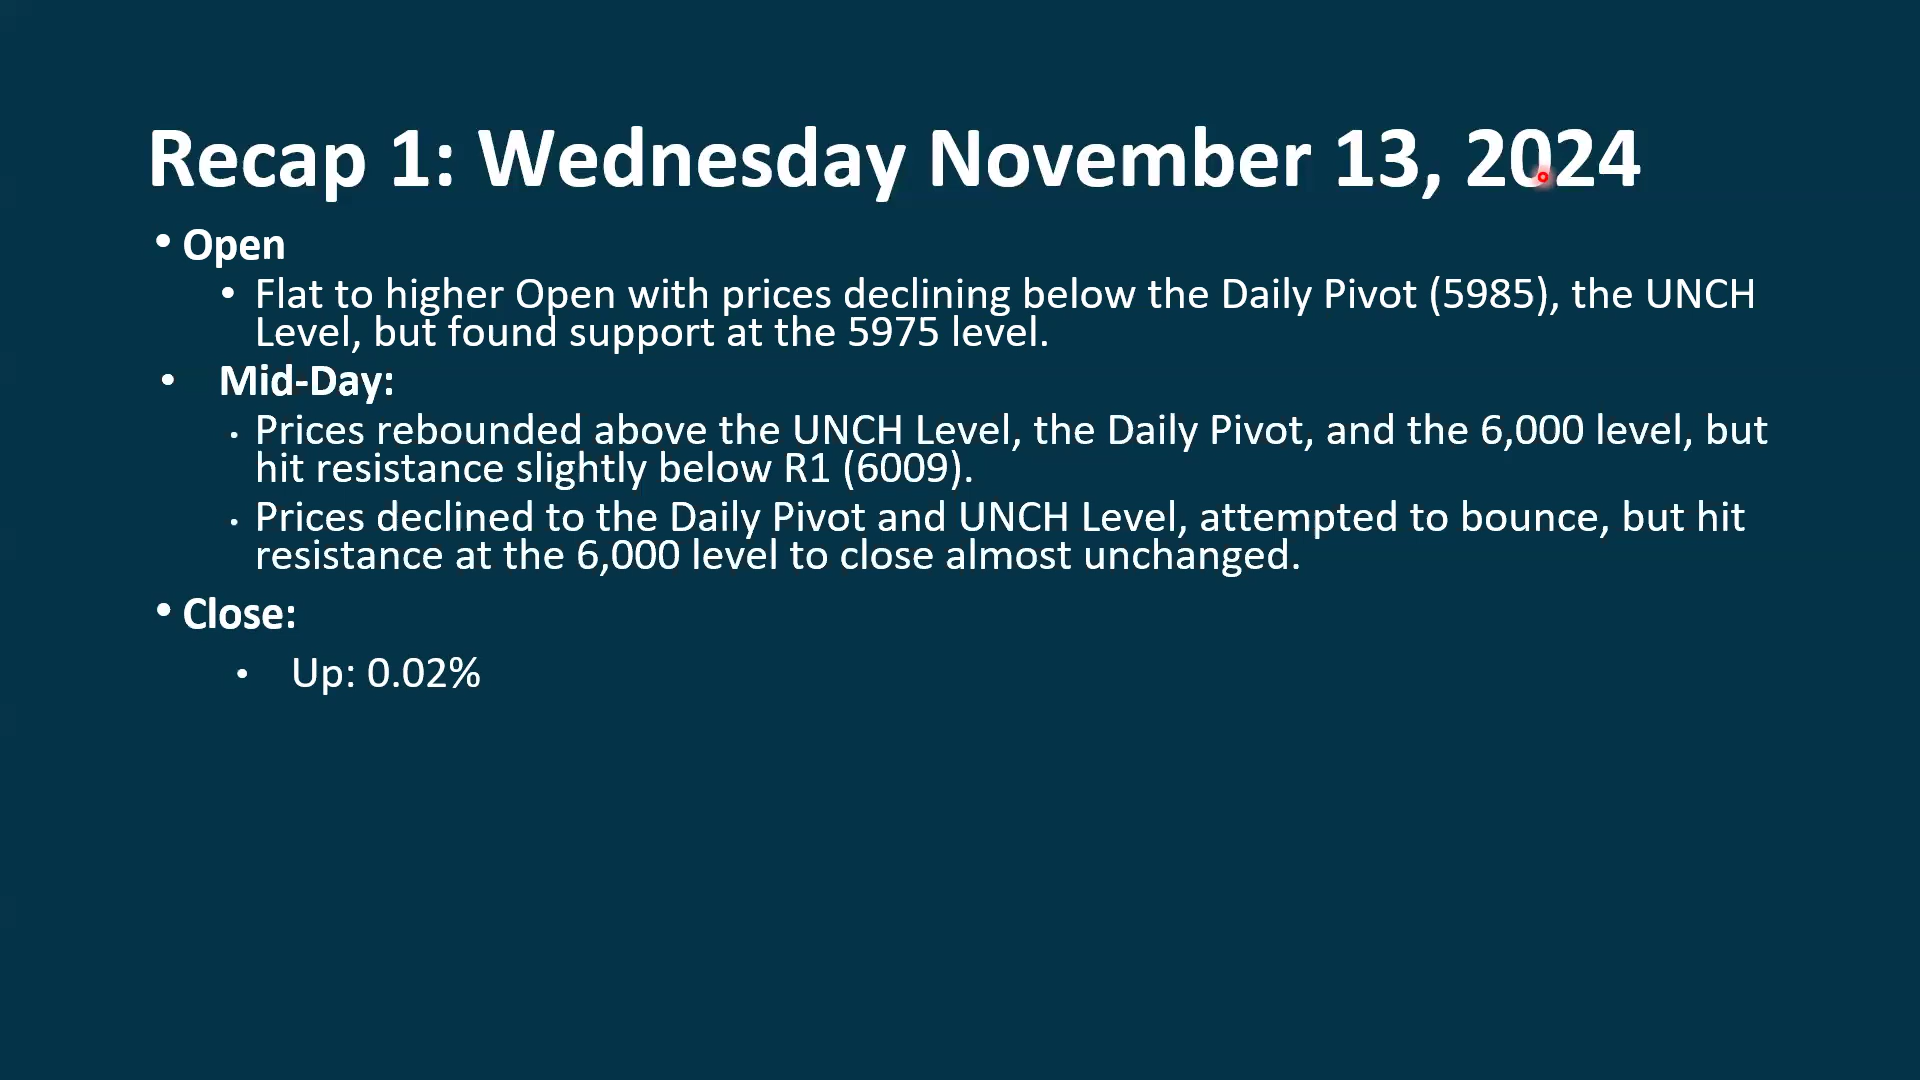 Recap 1: Wednesday November 13, 2024
• Open
• Flat to higher Open with prices declining below the Daily Pivot (5985), the UNCH
Level, but found support at the 5975 level.
• Mid-Day:
• Prices rebounded above the UNCH Level, the Daily Pivot, and the 6,000 level, but
hit resistance slightly below R1 (6009).
• Prices declined to the Daily Pivot and UNCH Level, attempted to bounce, but hit
resistance at the 6,000 level to close almost unchanged.
• Close:
• Up: 0.02%